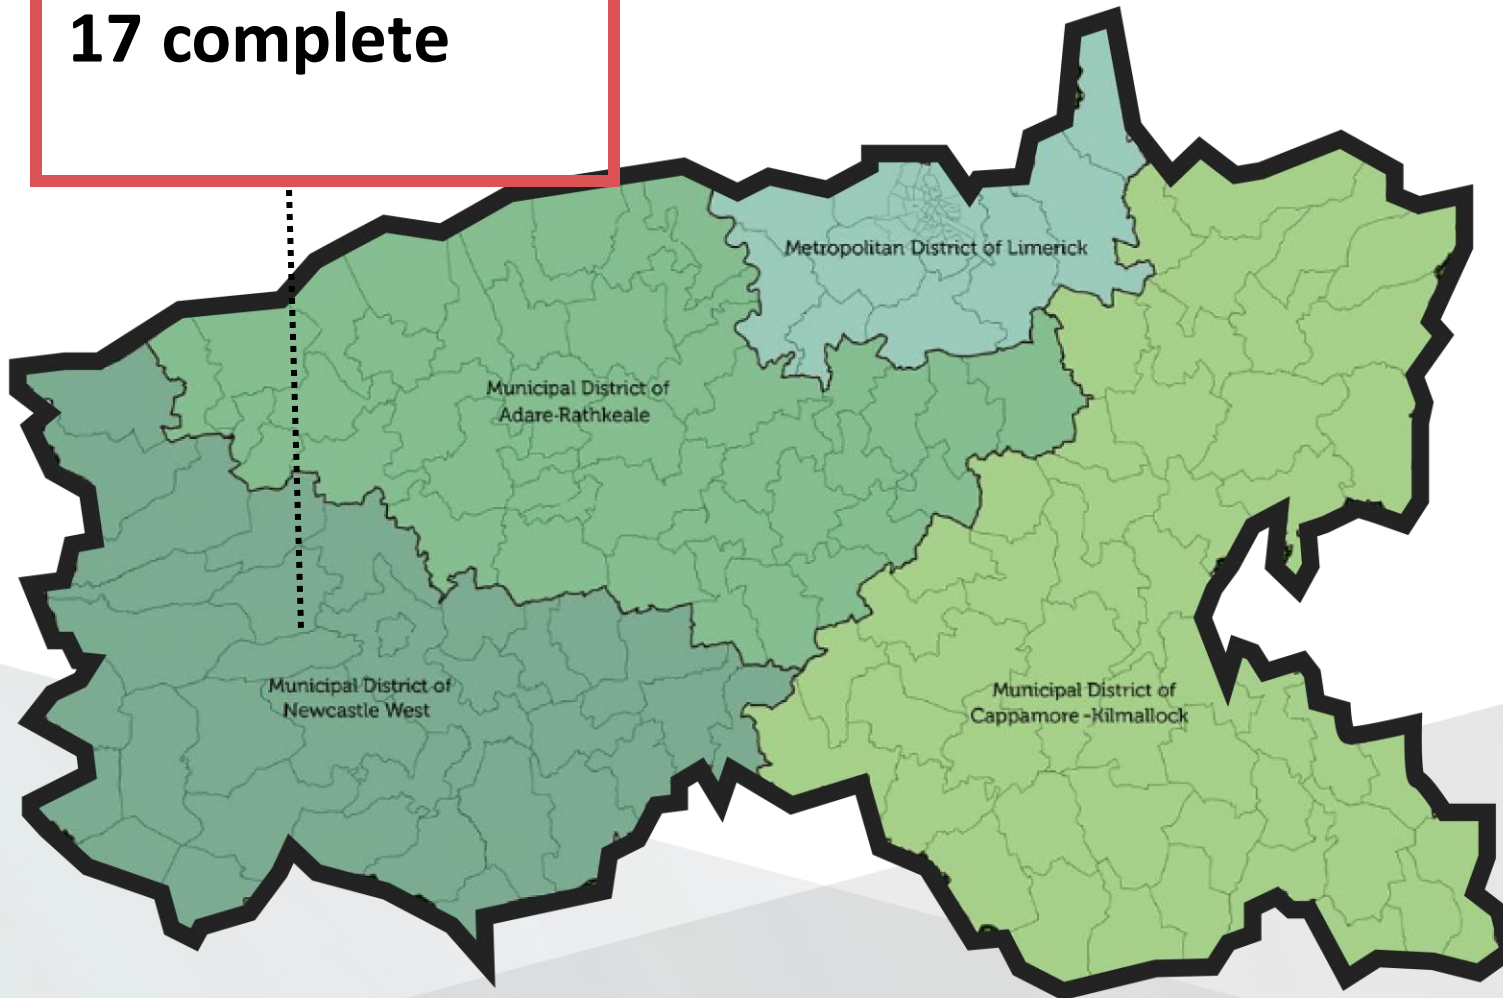 17 complete
Metropolitan District of Limerick
Municipal District of
Adare-Rathkeale
Municipal District of
Newcastle West
Municipal District of
Cappamore -Kilmallock